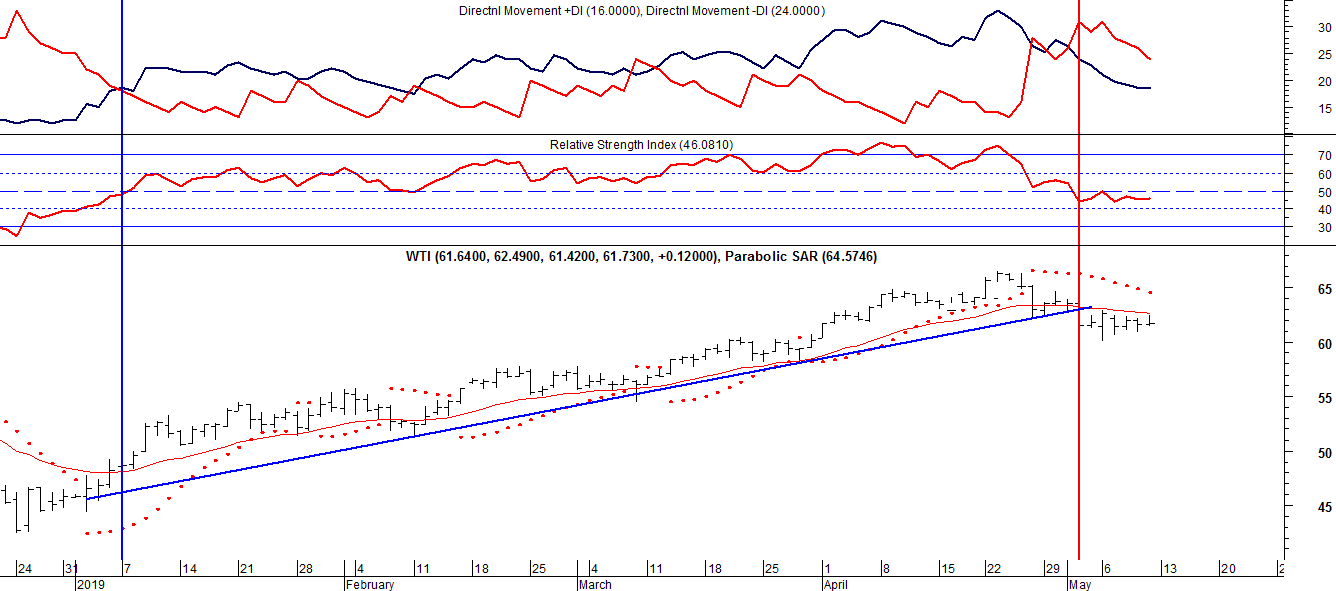 Directnl Movement +DI (16.0000), Directnl Movement -DI (24.0000)
30
25
20
15
Relative Strength Index (46.0810)
70
60
50
40
30
WTI (61.6400, 62.4900, 61.4200, 61.7300, +0.12000), Parabolic SAR (64.5746)
65
60
55
50
45
24 31 7 14 21 28 4 11 18 25 4 11 18 25 1 8 15 22 29 6 13 20 2
2019 February March April May